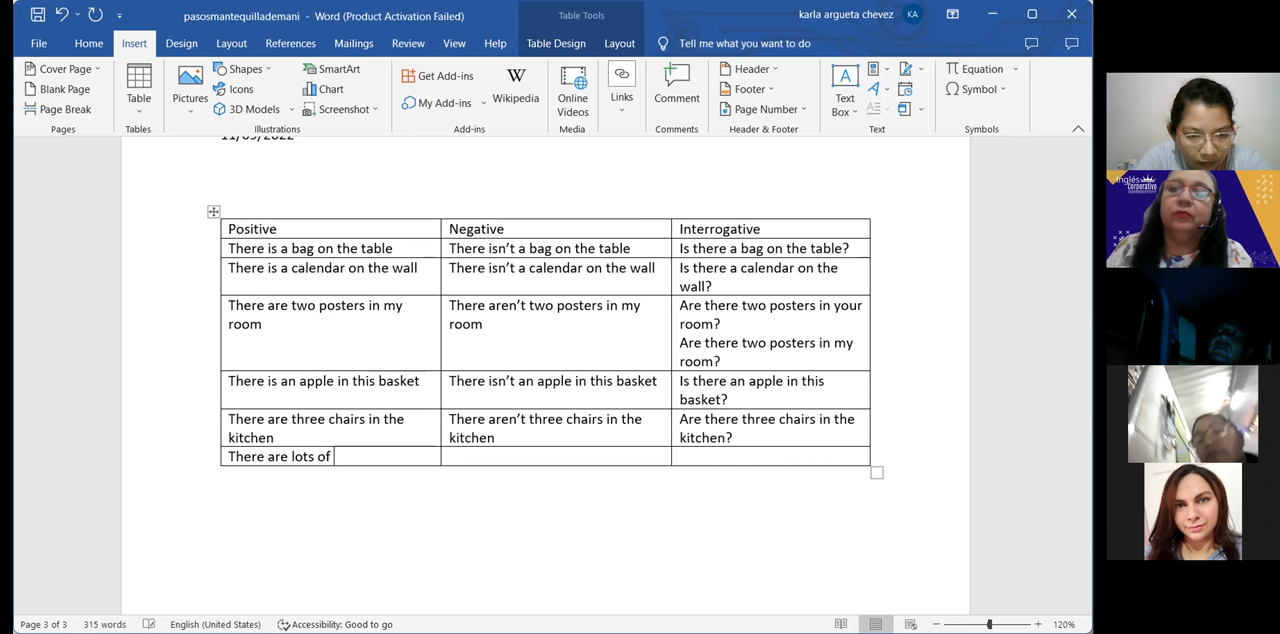 pasosmantequillademani - Word (Product Activation Failed)
Table Tools
karla argueta chevez KA
File Home Insert Design Layout References Mailings Review View Help Table Design Layout Tell me what you want to do
Cover Page
Blank Page
Page Break
Pages
Table
Tables
Pictures
Shapes
Icons
3D Models
SmartArt
Chart
Screenshot
Illustrations
Get Add-ins
My Add-ins
Wikipedia
Add-ins
Online
Videos
Media
Links
Comment
Comments
Header
Footer
Page Number
Header & Footer
Text
Box
Text
Equation
Symbol
Symbols
Positive Negative Interrogative
There is a bag on the table There isn't a bag on the table Is there a bag on the table?
There is a calendar on the wall There isn't a calendar on the wall Is there a calendar on the
wall?
There are two posters in my There aren't two posters in my Are there two posters in your
room room room?
Are there two posters in my
room?
There is an apple in this basket There isn't an apple in this basket Is there an apple in this
basket?
There are three chairs in the There aren't three chairs in the Are there three chairs in the
kitchen kitchen kitchen?
There are lots of
Page 3 of 3 315 words English (United States) Accessibility: Good to go 120%
Inglés
Corporativo